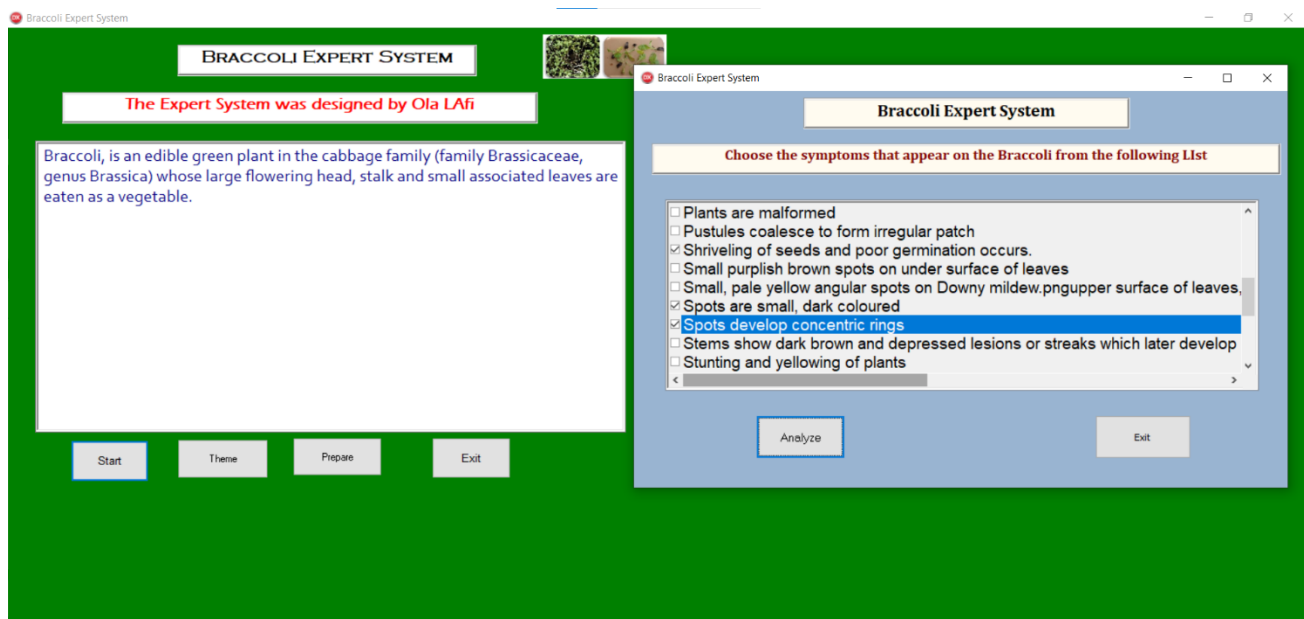 Braccoli Expert System
BRACCOLI EXPERT SYSTEM
The Expert System was designed by Ola LAfi
Braccoli, is an edible green plant in the cabbage family (family Brassicaceae,
genus Brassica) whose large flowering head, stalk and small associated leaves are
eaten as a vegetable.
Start
Theme
Prepare
Exit
Braccoli Expert System
Braccoli Expert System
Choose the symptoms that appear on the Braccoli from the following LIst
Plants are malformed
Pustules coalesce to form irregular patch
Shriveling of seeds and poor germination occurs.
Small purplish brown spots on under surface of leaves
Small, pale yellow angular spots on Downy mildew.pngupper surface of leaves,
Spots are small, dark coloured
Spots develop concentric rings
Stems show dark brown and depressed lesions or streaks which later develop
Stunting and yellowing of plants
Analyze
Exit